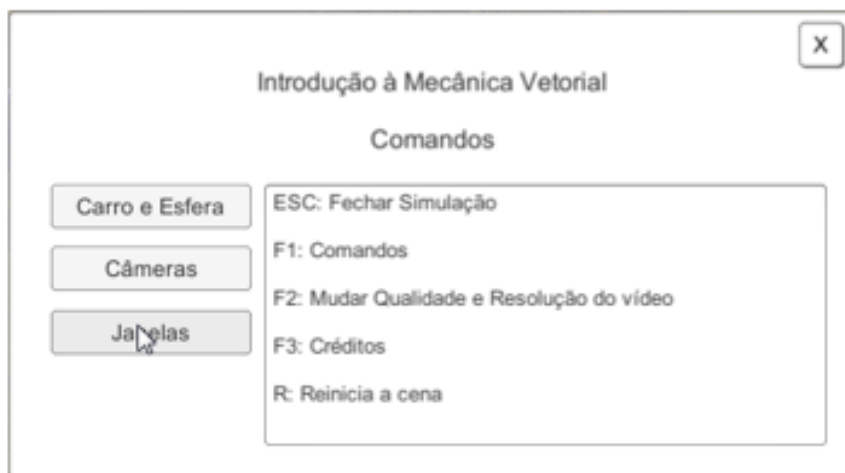 X
Introdução à Mecânica Vetorial
Comandos
Carro e Esfera
Câmeras
Janelas
ESC: Fechar Simulação
F1: Comandos
F2: Mudar Qualidade e Resolução do vídeo
F3: Créditos
R: Reinicia a cena